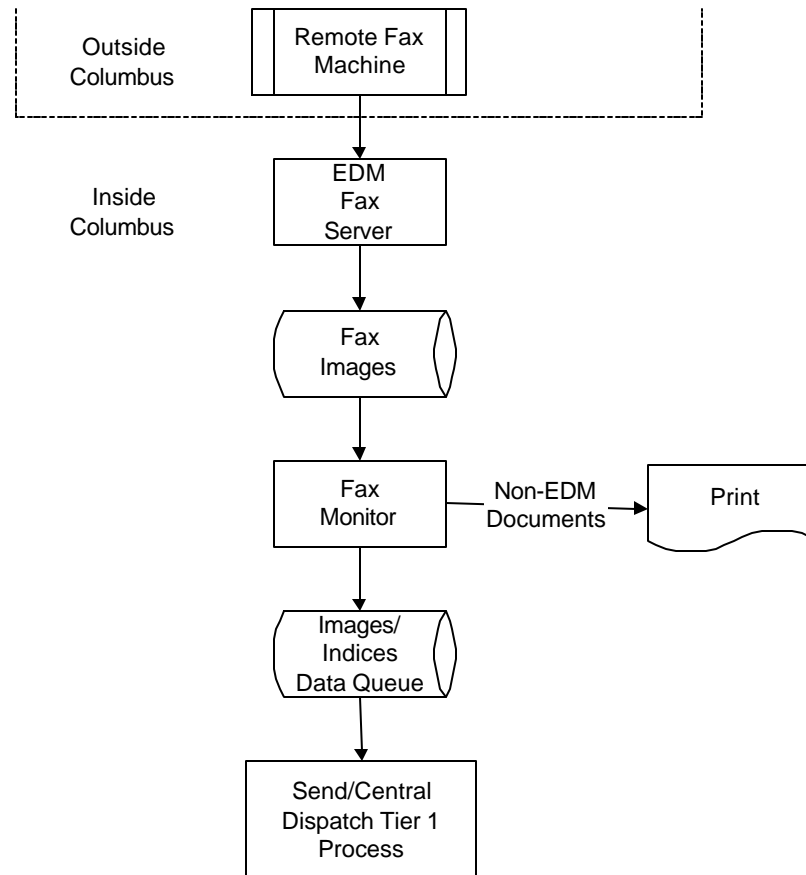 Outside
Columbus
Remote Fax
Machine
Inside
Columbus
EDM
Fax
Server
Fax
Images
Fax
Monitor
Non-EDM
Documents
Print
Images/
Indices
Data Queue
Send/Central
Dispatch Tier 1
Process